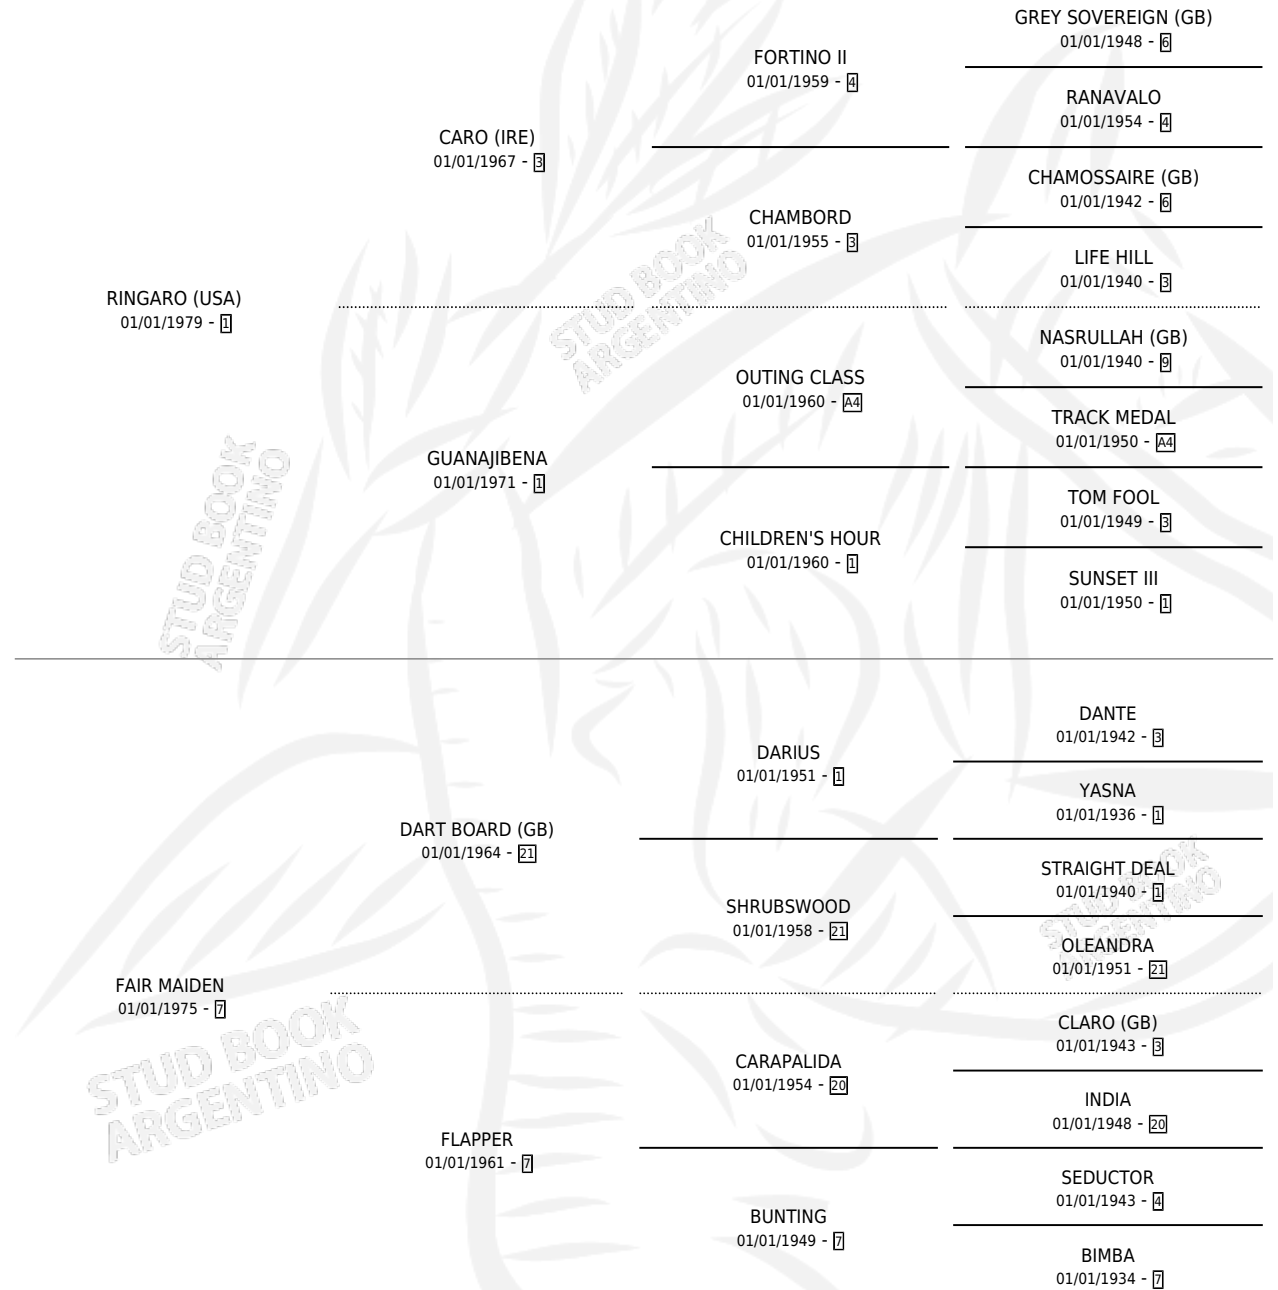 GREY SOVEREIGN (GB)
01/01/1948 - 6
FORTINO II
01/01/1959 - 4
RANAVALO
01/01/1954 - 4
CARO (IRE)
01/01/1967 - 3
CHAMOSSAIRE (GB)
01/01/1942 - 6
CHAMBORD
01/01/1955 - 3
LIFE HILL
01/01/1940 - 3
RINGARO (USA)
01/01/1979 - 1
STUD BOOK
ARGENTINO
NASRULLAH (GB)
01/01/1940 - 9
OUTING CLASS
01/01/1960 - A4
TRACK MEDAL
01/01/1950 - A4
GUANAJIBENA
01/01/1971 - 1
TOM FOOL
01/01/1949 - 3
CHILDREN'S HOUR
01/01/1960 - 1
SUNSET III
01/01/1950 - 1
STUD BOOK
ARGENTINO
DANTE
01/01/1942 - 3
DARIUS
01/01/1951 - 1
YASNA
01/01/1936 - 1
DART BOARD (GB)
01/01/1964 - 21
STRAIGHT DEAL
01/01/1940 - 1
SHRUBSWOOD
01/01/1958 - 21
OLEANDRA
01/01/1951 - 21
STUD BOOK
ARGENTINO
FAIR MAIDEN
01/01/1975 - 7
STUD BOOK
ARGENTINO
CLARO (GB)
01/01/1943 - 3
CARAPALIDA
01/01/1954 - 20
INDIA
01/01/1948 - 20
FLAPPER
01/01/1961 - 7
SEDUCTOR
01/01/1943 - 4
BUNTING
01/01/1949 - 7
BIMBA
01/01/1934 - 7